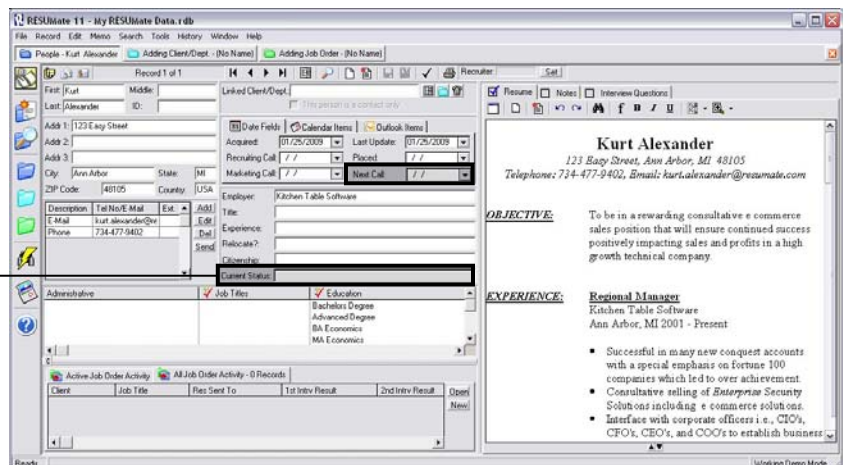 RESUMate 11 - My RESUMate Data.rdb
File Record Edit Memo Search Tools History Window Help
People - Kurt Alexander Adding Client/Dept. - (No Name) Adding Job Order - (No Name)
Record 1 of 1 Recruiter Set
First: Kurt Middle: Linked Client/Dept.
Last: Alexander ID: This person is a contact only
Addr 1: 123 Easy Street
Addr 2:
Addr 3:
City: Ann Arbor State: MI
ZIP Code: 48105 Country: USA
Description Tel No/E-Mail Ext. Add
E-Mail kurt.alexander@re Edit
Phone 734-477-9402 Del
Send
Date Fields Calendar Items Outlook Items
Acquired: 01/25/2009 Last Update: 01/25/2009
Recruiting Call: / / Placed: / /
Marketing Call: / / Next Call: / /
Employer: Kitchen Table Software
Title:
Experience:
Relocate?:
Citizenship:
Current Status:
Administrative Job Titles Education
Bachelors Degree
Advanced Degree
BA Economics
MA Economics
Active Job Order Activity All Job Order Activity - 0 Records
Client Job Title Res Sent To 1st Intrv Result 2nd Intrv Result Open
New
Resume Notes Interview Questions
f B I U
Kurt Alexander
123 Easy Street, Ann Arbor, MI 48105
Telephone: 734-477-9402, Email: kurt.alexander@resumate.com
OBJECTIVE: To be in a rewarding consultative e commerce
sales position that will ensure continued success
positively impacting sales and profits in a high
growth technical company.
EXPERIENCE: Regional Manager
Kitchen Table Software
Ann Arbor, MI 2001 - Present
Successful in many new conquest accounts
with a special emphasis on fortune 100
companies which led to over achievement.
Consultative selling of Enterprise Security
Solutions including e commerce solutions.
Interface with corporate officers i.e., CIO's,
CFO's, CEO's, and COO's to establish business
Ready Working Demo Mode